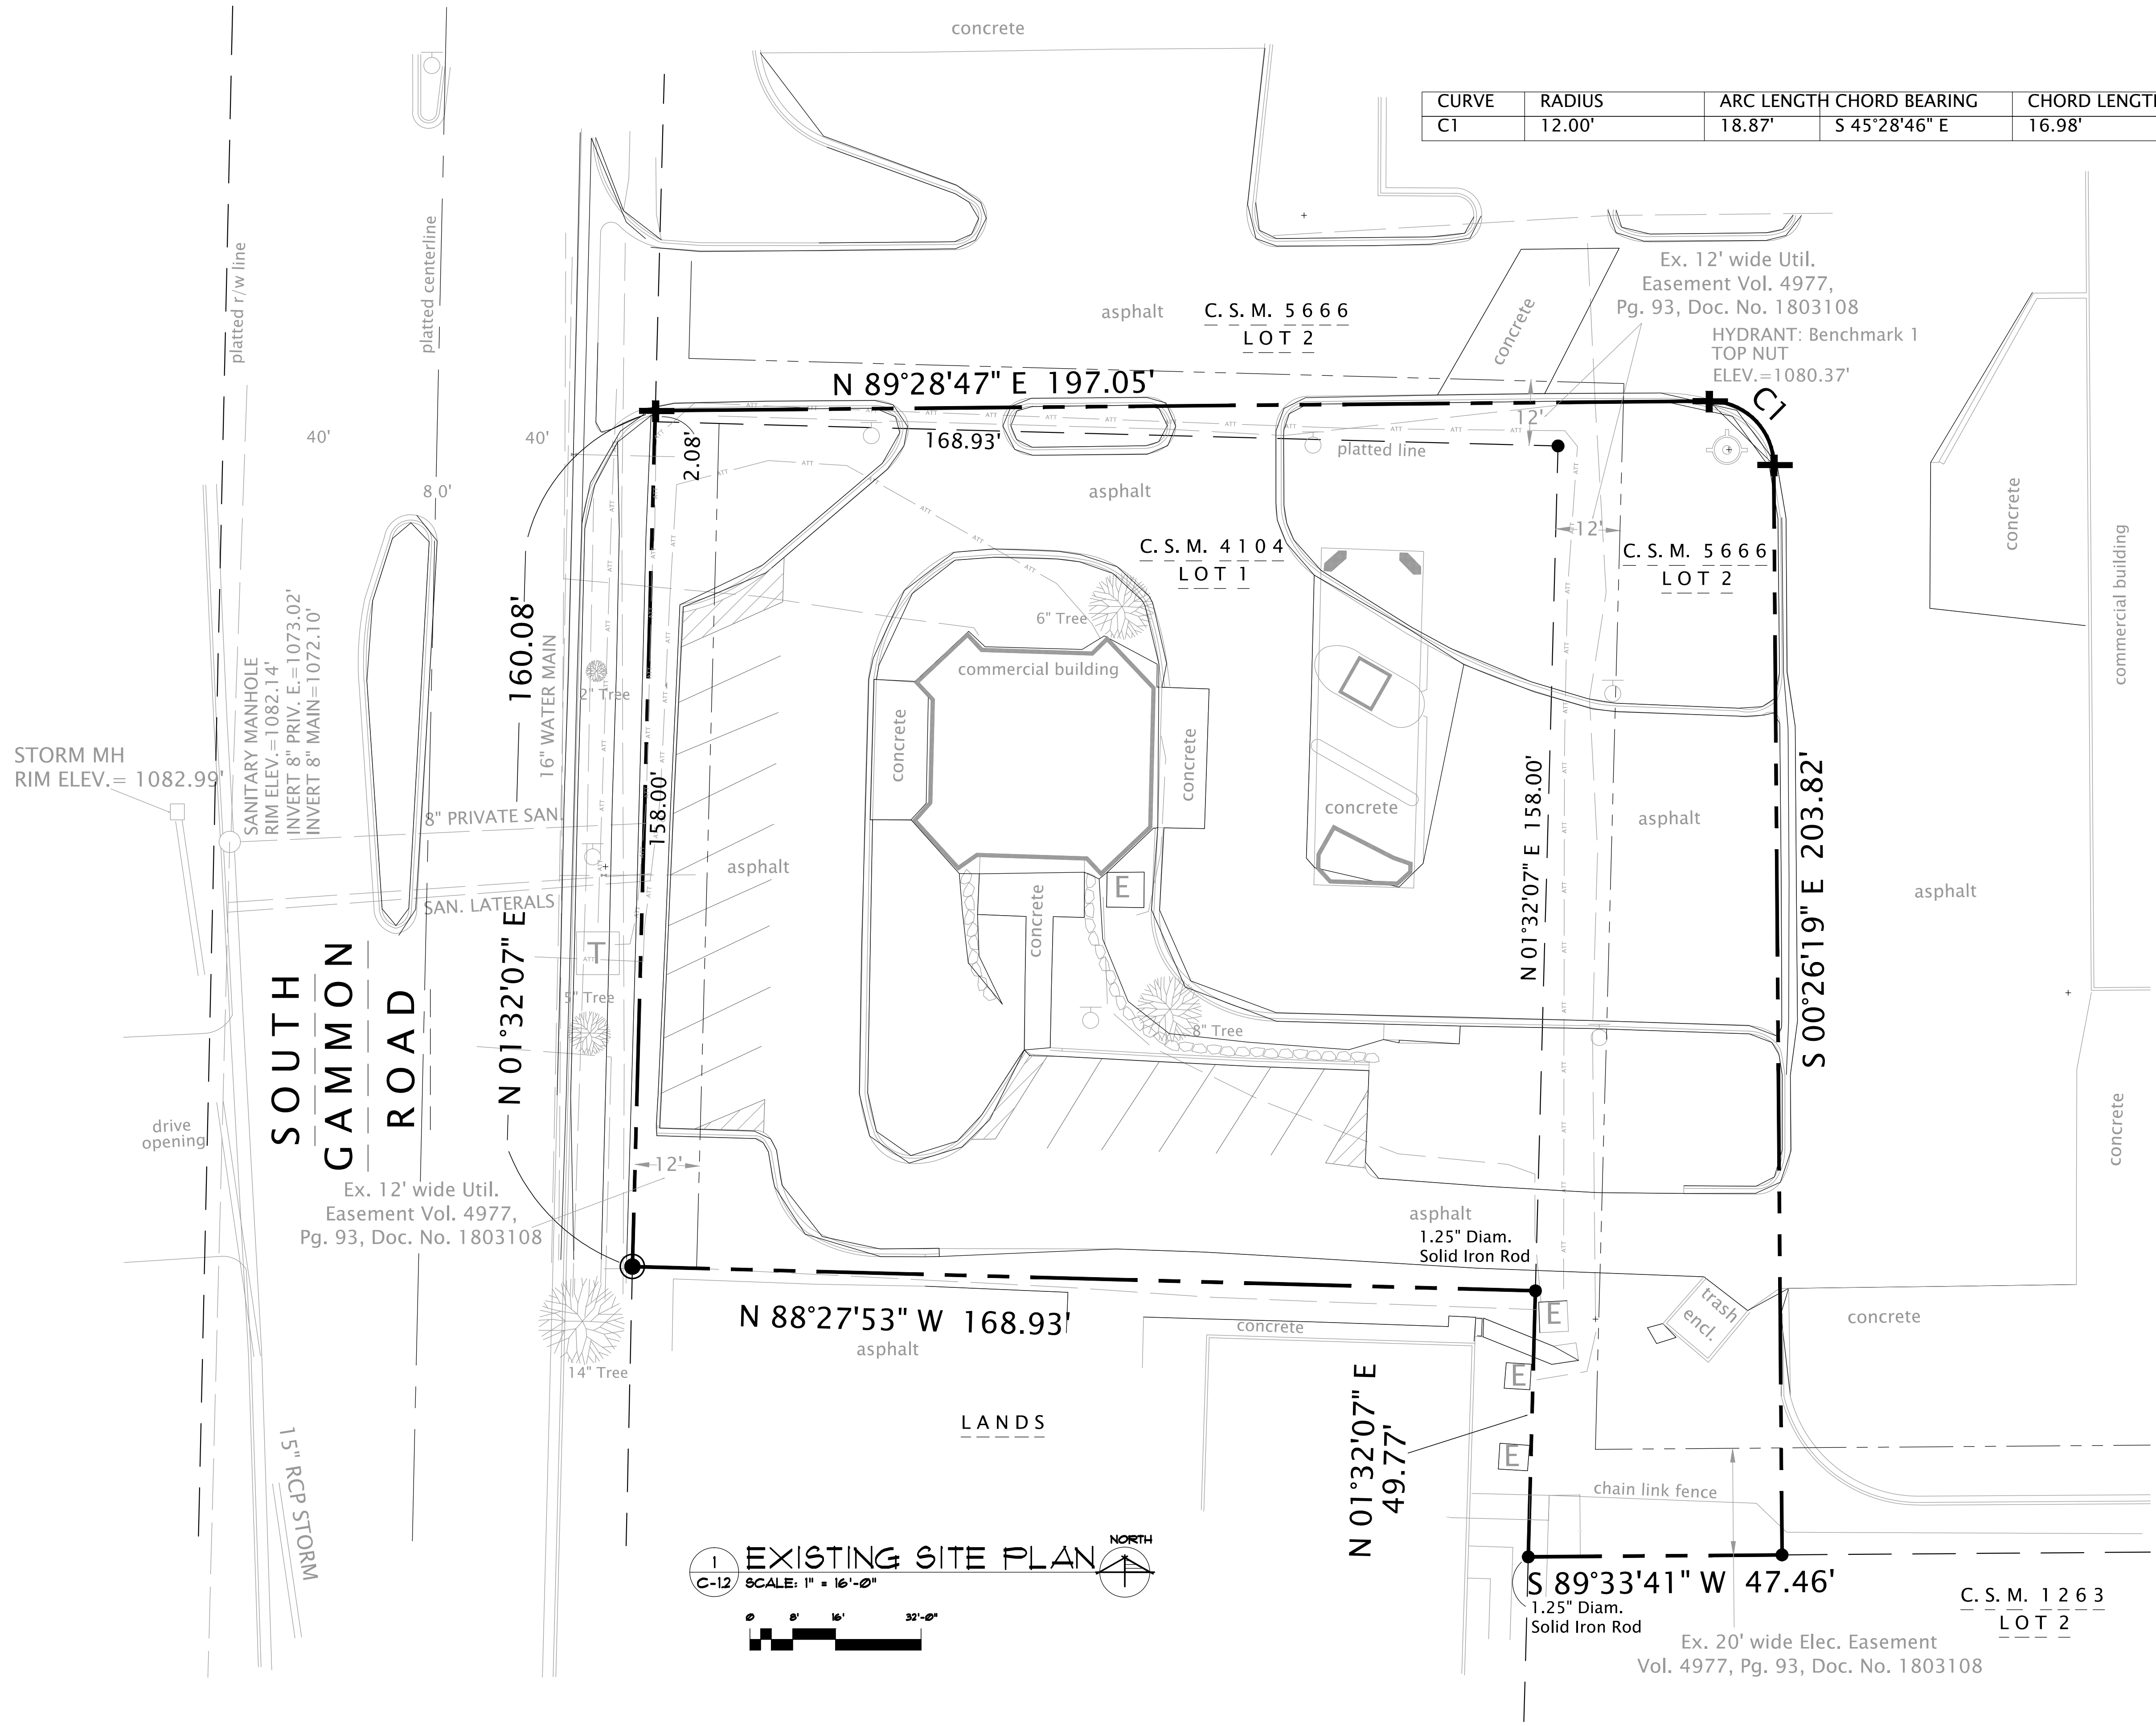 concrete
CURVE RADIUS ARC LENGTH CHORD BEARING CHORD LENGT
C1 12.00' 18.87' S 45°28'46" E 16.98'
platted r/w line
platted centerline
Ex. 12' wide Util.
Easement Vol. 4977,
Pg. 93, Doc. No. 1803108
asphalt
C. S. M. 5 6 6 6
L O T 2
concrete
HYDRANT: Benchmark 1
TOP NUT
ELEV.=1080.37'
N 89°28'47" E 197.05'
C1
12'
40'
40'
8 0'
2.08'
168.93'
platted line
asphalt
12'
concrete
commercial building
C. S. M. 4 1 0 4
L O T 1
C. S. M. 5 6 6 6
L O T 2
160.08'
16" WATER MAIN
6" Tree
2" Tree
commercial building
concrete
concrete
concrete
SANITARY MANHOLE
RIM ELEV.=1082.14'
INVERT 8" PRIV. E.=1073.02'
INVERT 8" MAIN=1072.10'
STORM MH
RIM ELEV.= 1082.99'
8" PRIVATE SAN.
158.00'
N 01°32'07" E 158.00'
asphalt
S 00°26'19" E 203.82'
asphalt
asphalt
E
concrete
SAN. LATERALS
N 01°32'07" E
T
ATT
5" Tree
8" Tree
SOUTH
GAMMON
ROAD
drive
opening
concrete
12'
Ex. 12' wide Util.
Easement Vol. 4977,
Pg. 93, Doc. No. 1803108
asphalt
1.25" Diam.
Solid Iron Rod
N 88°27'53" W 168.93'
asphalt
concrete
E
trash
encl.
concrete
14" Tree
E
L A N D S
N 01°32'07" E
49.77'
E
15" RCP STORM
chain link fence
1
C-1.2
EXISTING SITE PLAN
SCALE: 1" = 16'-0"
NORTH
0 8' 16' 32'-0"
S 89°33'41" W 47.46'
1.25" Diam.
Solid Iron Rod
C. S. M. 1 2 6 3
L O T 2
Ex. 20' wide Elec. Easement
Vol. 4977, Pg. 93, Doc. No. 1803108